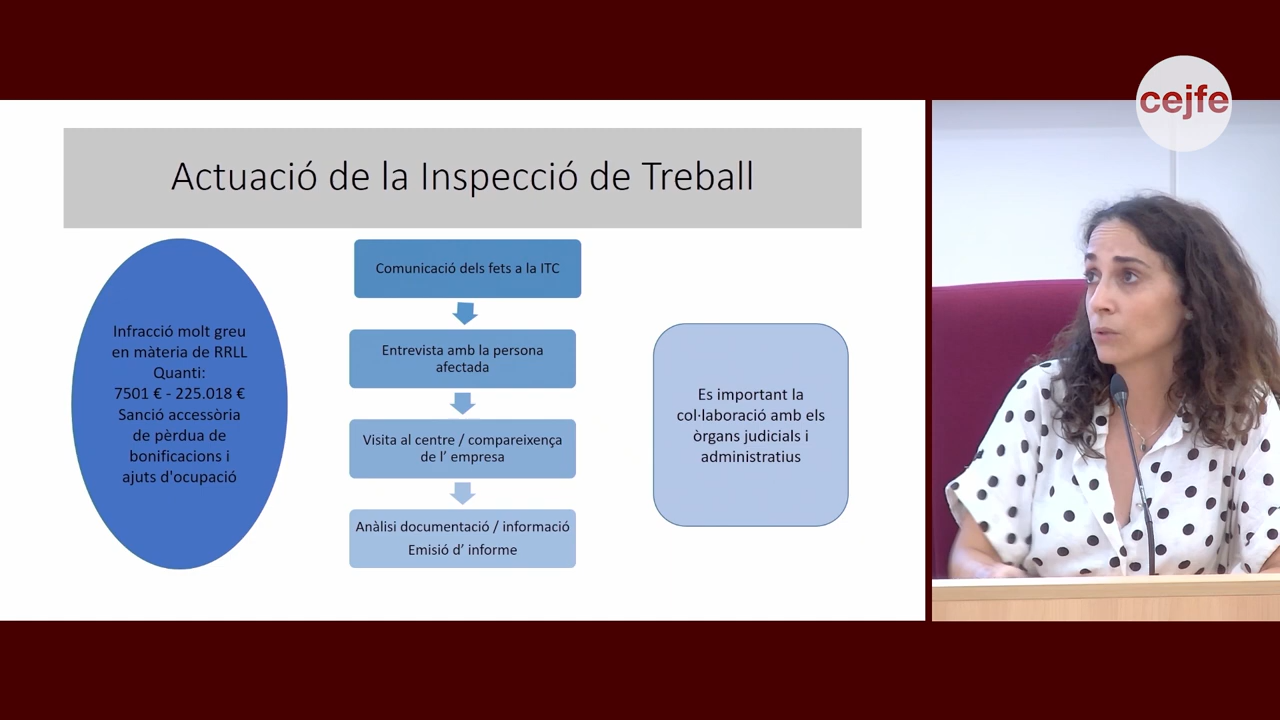 cejfe
Actuació de la Inspecció de Treball
Infracció molt greu
en màteria de RRLL
Quanti:
7501 € - 225.018 €
Sanció accessòria
de pèrdua de
bonificacions i
ajuts d'ocupació
Comunicació dels fets a la ITC
Entrevista amb la persona
afectada
Visita al centre / compareixença
de l’ empresa
Anàlisi documentació / informació
Emisió d’ informe
Es important la
col·laboració amb els
òrgans judicials i
administratius